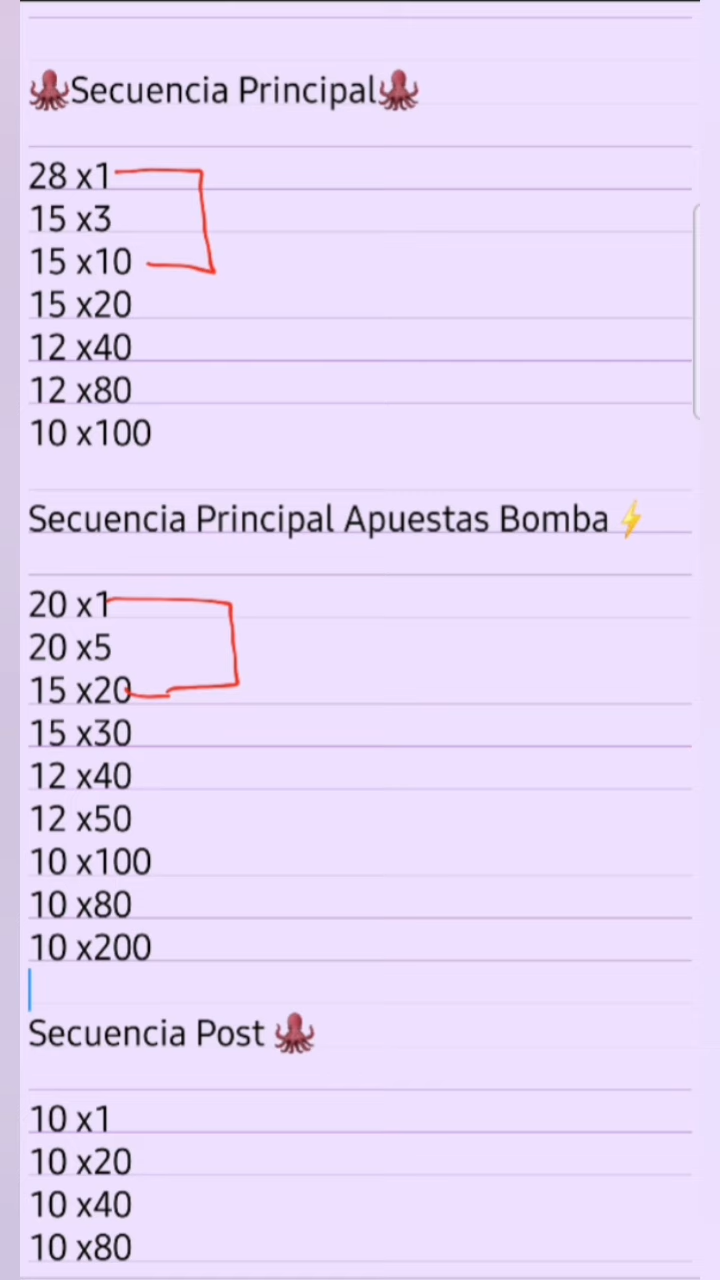 🐙Secuencia Principal🐙
28 x1
15 x3
15 x10
15 x20
12 x40
12 x80
10 x100
Secuencia Principal Apuestas Bomba ⚡
20 x1
20 x5
15 x20
15 x30
12 x40
12 x50
10 x100
10 x80
10 x200
Secuencia Post 🐙
10 x1
10 x20
10 x40
10 x80